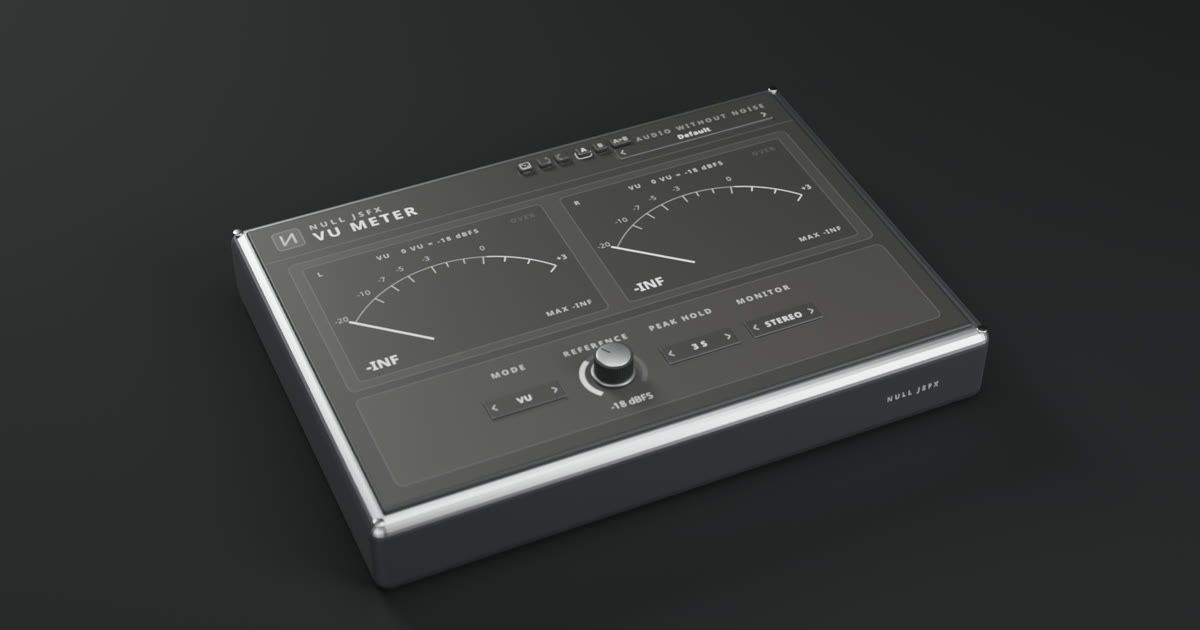 AUDIO WITHOUT NOISE
A B A>B
Default
NULL JSFX
VU METER
L
VU 0 VU = -18 dBFS
OVER
-20 -10 -7 -5 -3 0 +3
-INF
MAX -INF
R
VU 0 VU = -18 dBFS
OVER
-20 -10 -7 -5 -3 0 +3
-INF
MAX -INF
MODE
VU
REFERENCE
-18 dBFS
PEAK HOLD
3 S
MONITOR
STEREO
NULL JSFX